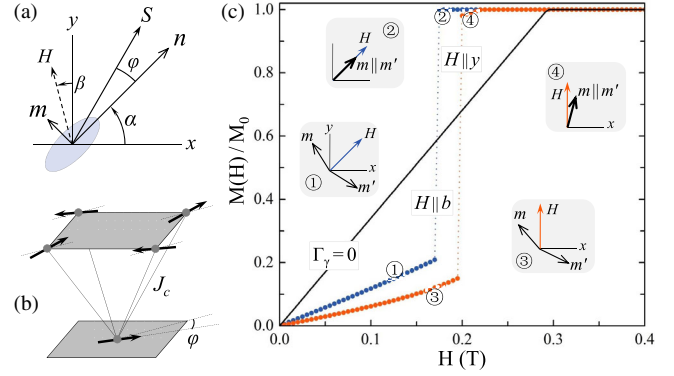 (a)
y
S
n
H
β
φ
m
α
x
J_c
(b)
φ
(c)
1.0
0.8
0.6
0.4
0.2
0.0
M(H) / M_0
0.0
0.1
0.2
0.3
0.4
H (T)
②
④
②
H
m∥m′
H∥y
④
H
m∥m′
m
y
H
x
m′
①
H∥b
Γ_γ=0
①
③
H
m
x
m′
③